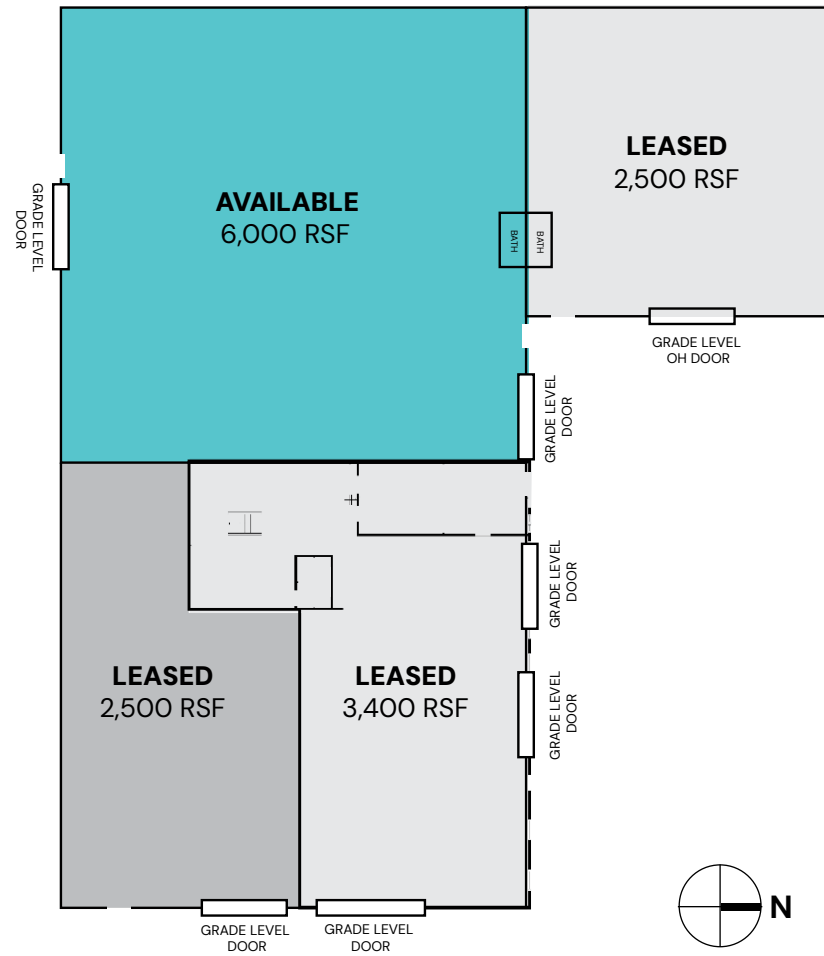 LEASED
2,500 RSF
AVAILABLE
6,000 RSF
GRADE LEVEL
DOOR
BATH
BATH
GRADE LEVEL
OH DOOR
GRADE LEVEL
DOOR
GRADE LEVEL
DOOR
LEASED
2,500 RSF
LEASED
3,400 RSF
GRADE LEVEL
DOOR
N
GRADE LEVEL
DOOR
GRADE LEVEL
DOOR